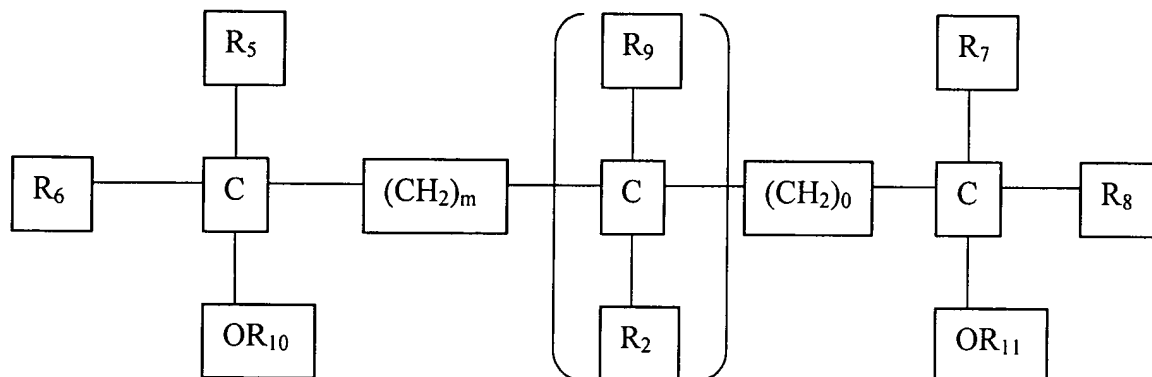 R₅ R₉ R₇
R₆ C (CH₂)ₘ C (CH₂)₀ C R₈
OR₁₀ R₂ OR₁₁